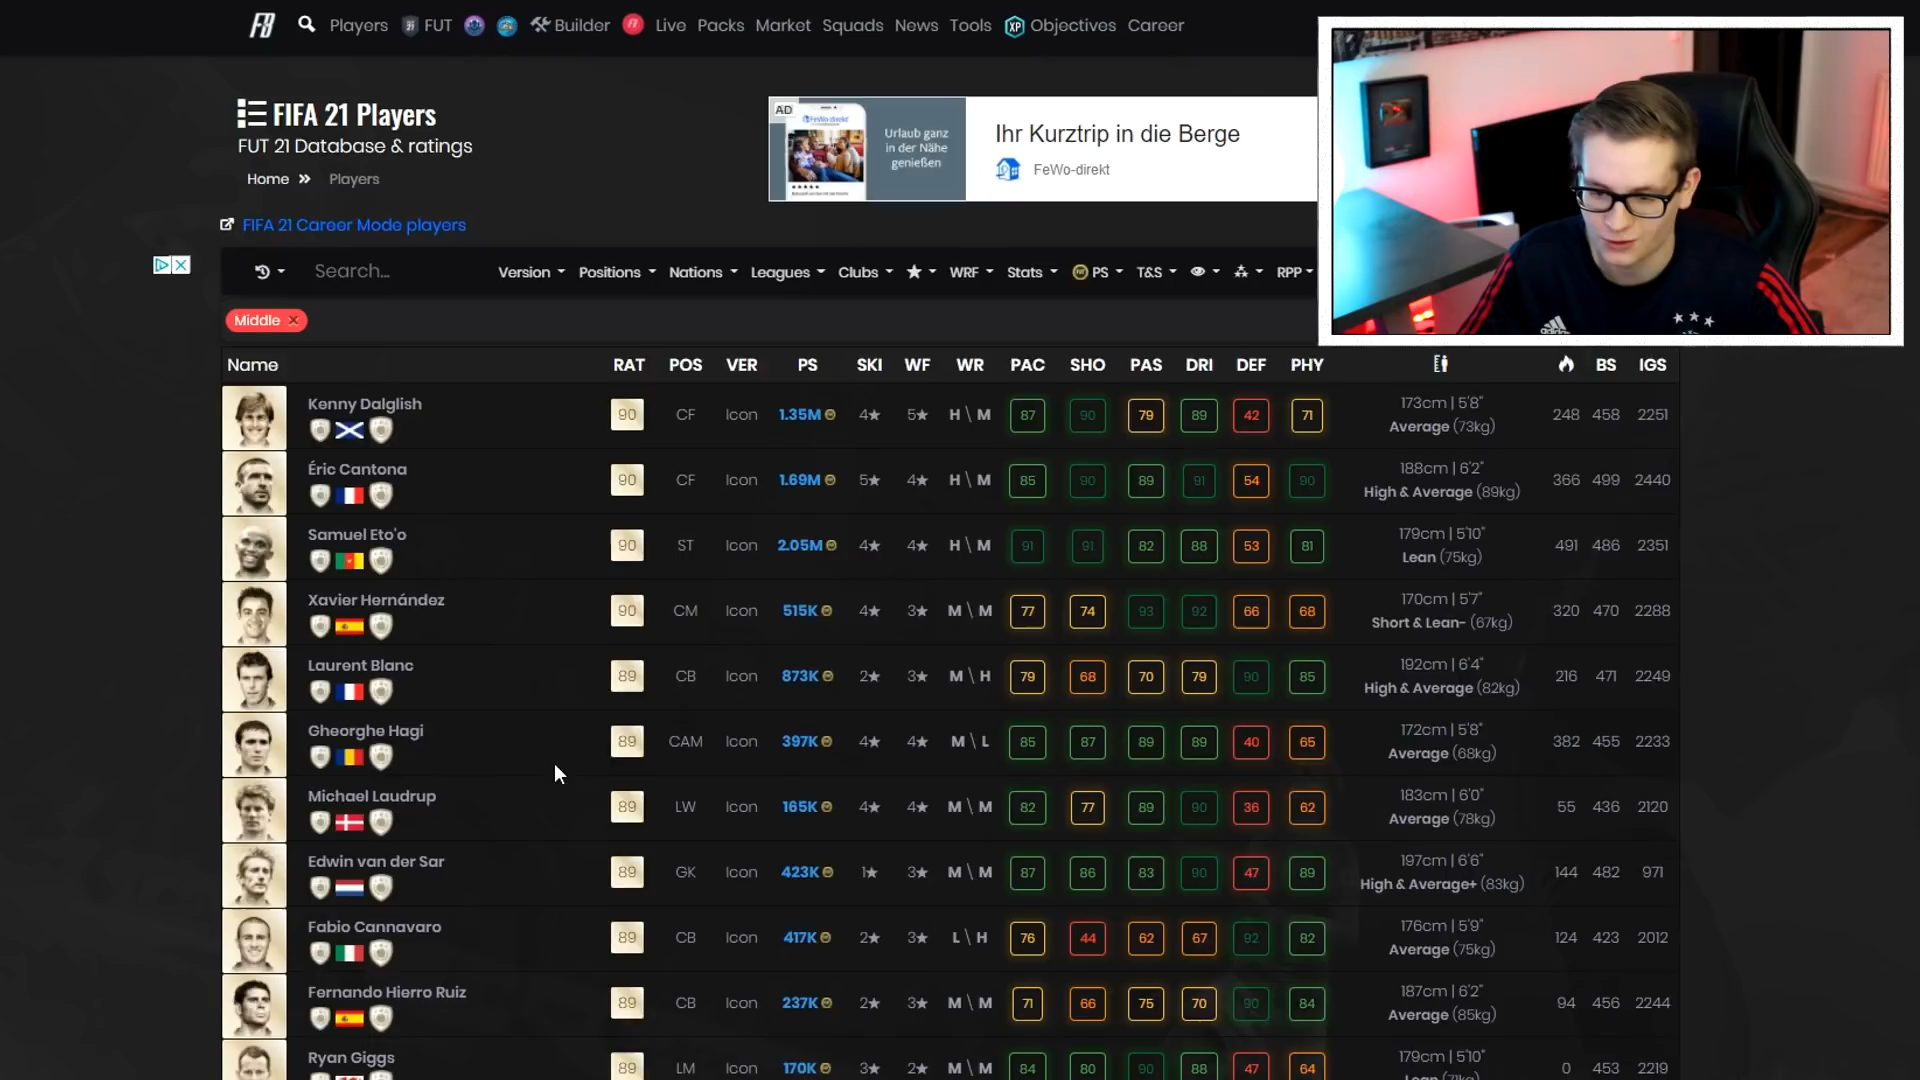 Players FUT Builder Live Packs Market Squads News Tools XP Objectives Career
FIFA 21 Players
FUT 21 Database & ratings
Home » Players
AD
FeWo-direkt
Urlaub ganz
in der Nähe
genießen
Ihr Kurztrip in die Berge
FeWo-direkt
FIFA 21 Career Mode players
Search... Version Positions Nations Leagues Clubs WRF Stats PS T&S RPP
Middle ×
Name RAT POS VER PS SKI WF WR PAC SHO PAS DRI DEF PHY BS IGS
Kenny Dalglish 90 CF Icon 1.35M 4★ 5★ H \ M 87 90 79 89 42 71 173cm | 5'8" 248 458 2251
Average (73kg)
Éric Cantona 90 CF Icon 1.69M 5★ 4★ H \ M 85 90 89 91 54 90 188cm | 6'2" 366 499 2440
High & Average (89kg)
Samuel Eto'o 90 ST Icon 2.05M 4★ 4★ H \ M 91 91 82 88 53 81 179cm | 5'10" 491 486 2351
Lean (75kg)
Xavier Hernández 90 CM Icon 515K 4★ 3★ M \ M 77 74 93 92 66 68 170cm | 5'7" 320 470 2288
Short & Lean- (67kg)
Laurent Blanc 89 CB Icon 873K 2★ 3★ M \ H 79 68 70 79 90 85 192cm | 6'4" 216 471 2249
High & Average (82kg)
Gheorghe Hagi 89 CAM Icon 397K 4★ 4★ M \ L 85 87 89 89 40 65 172cm | 5'8" 382 455 2233
Average (68kg)
Michael Laudrup 89 LW Icon 165K 4★ 4★ M \ M 82 77 89 90 36 62 183cm | 6'0" 55 436 2120
Average (78kg)
Edwin van der Sar 89 GK Icon 423K 1★ 3★ M \ M 87 86 83 90 47 89 197cm | 6'6" 144 482 971
High & Average+ (83kg)
Fabio Cannavaro 89 CB Icon 417K 2★ 3★ L \ H 76 44 62 67 92 82 176cm | 5'9" 124 423 2012
Average (75kg)
Fernando Hierro Ruiz 89 CB Icon 237K 2★ 3★ M \ M 71 66 75 70 90 84 187cm | 6'2" 94 456 2244
Average (85kg)
Ryan Giggs 89 LM Icon 170K 3★ 2★ M \ M 84 80 90 88 47 64 179cm | 5'10" 0 453 2219